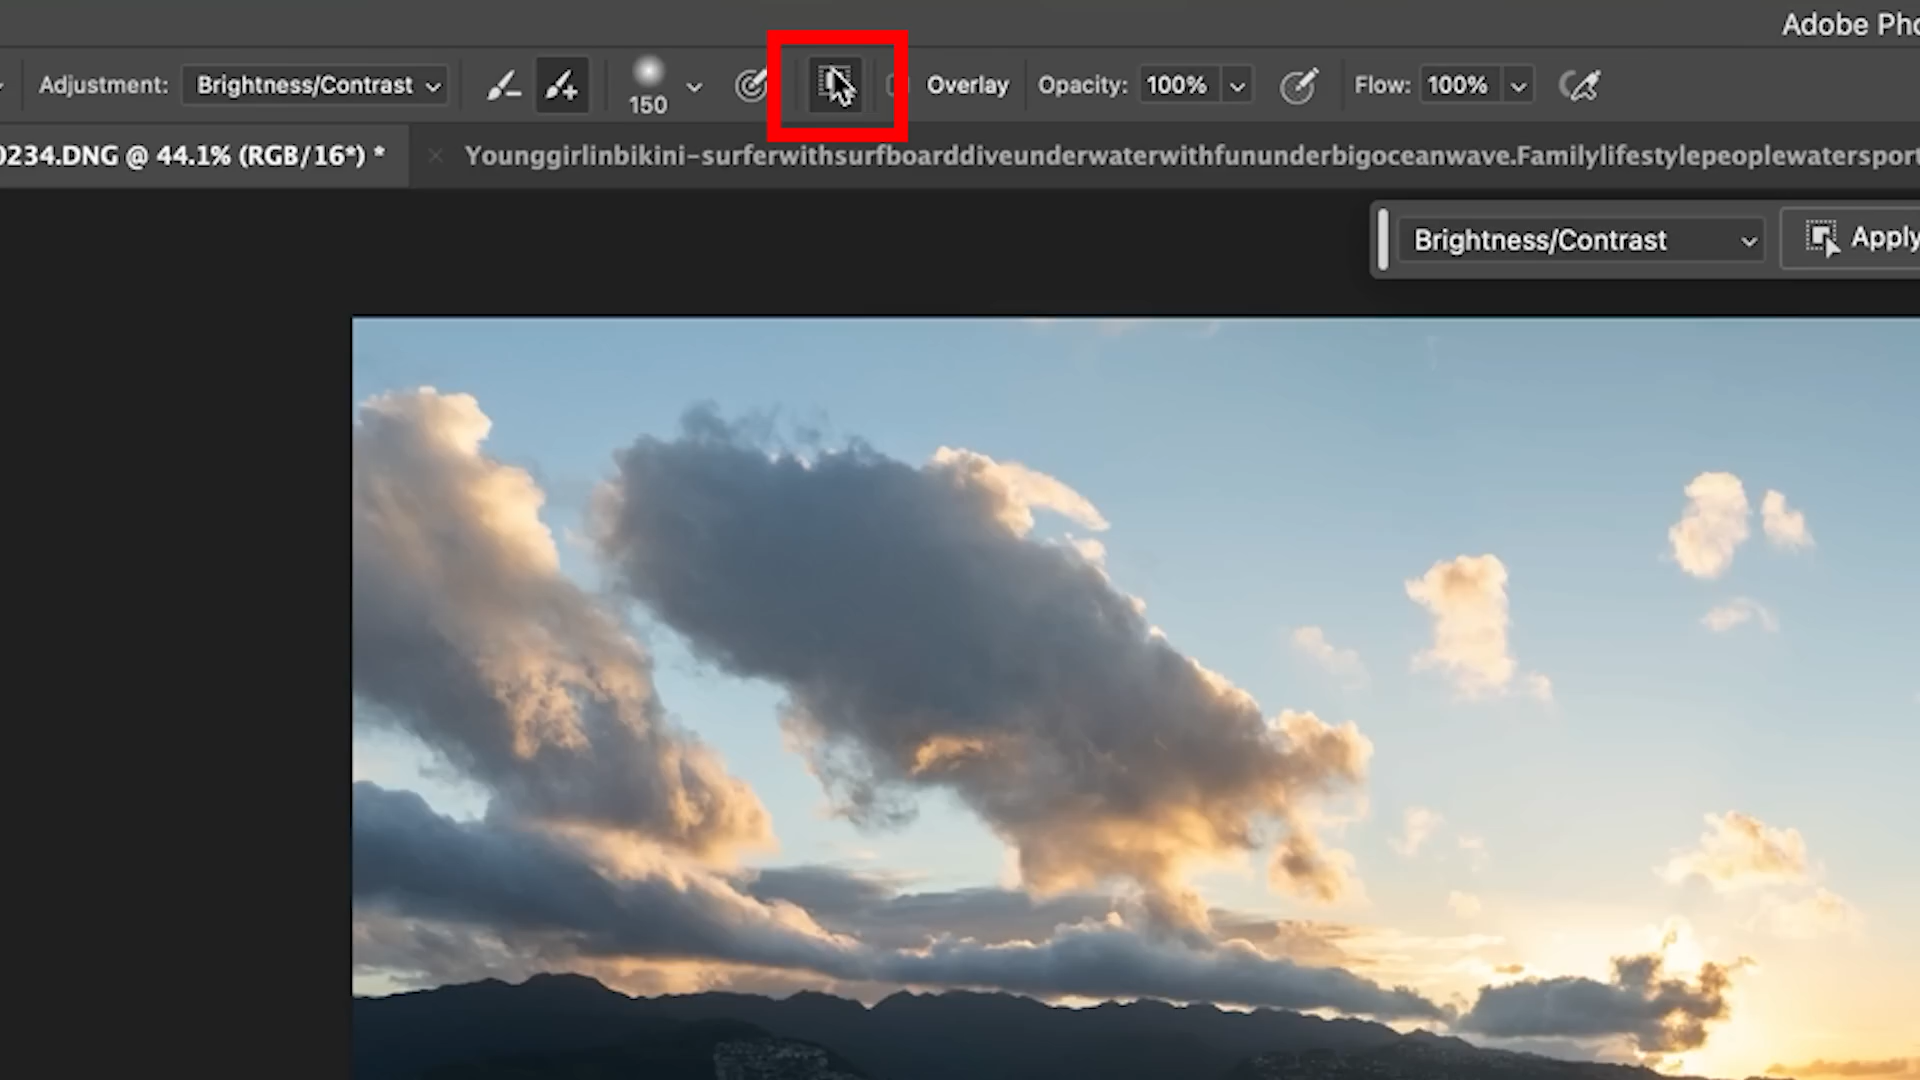 Adobe Pho
Adjustment: Brightness/Contrast 150 Overlay Opacity: 100% Flow: 100%
0234.DNG @ 44.1% (RGB/16*) * × Younggirlinbikini-surferwithsurfboarddiveunderwaterwithfununderbigoceanwave.Familylifestylepeoplewatersport
Brightness/Contrast Apply